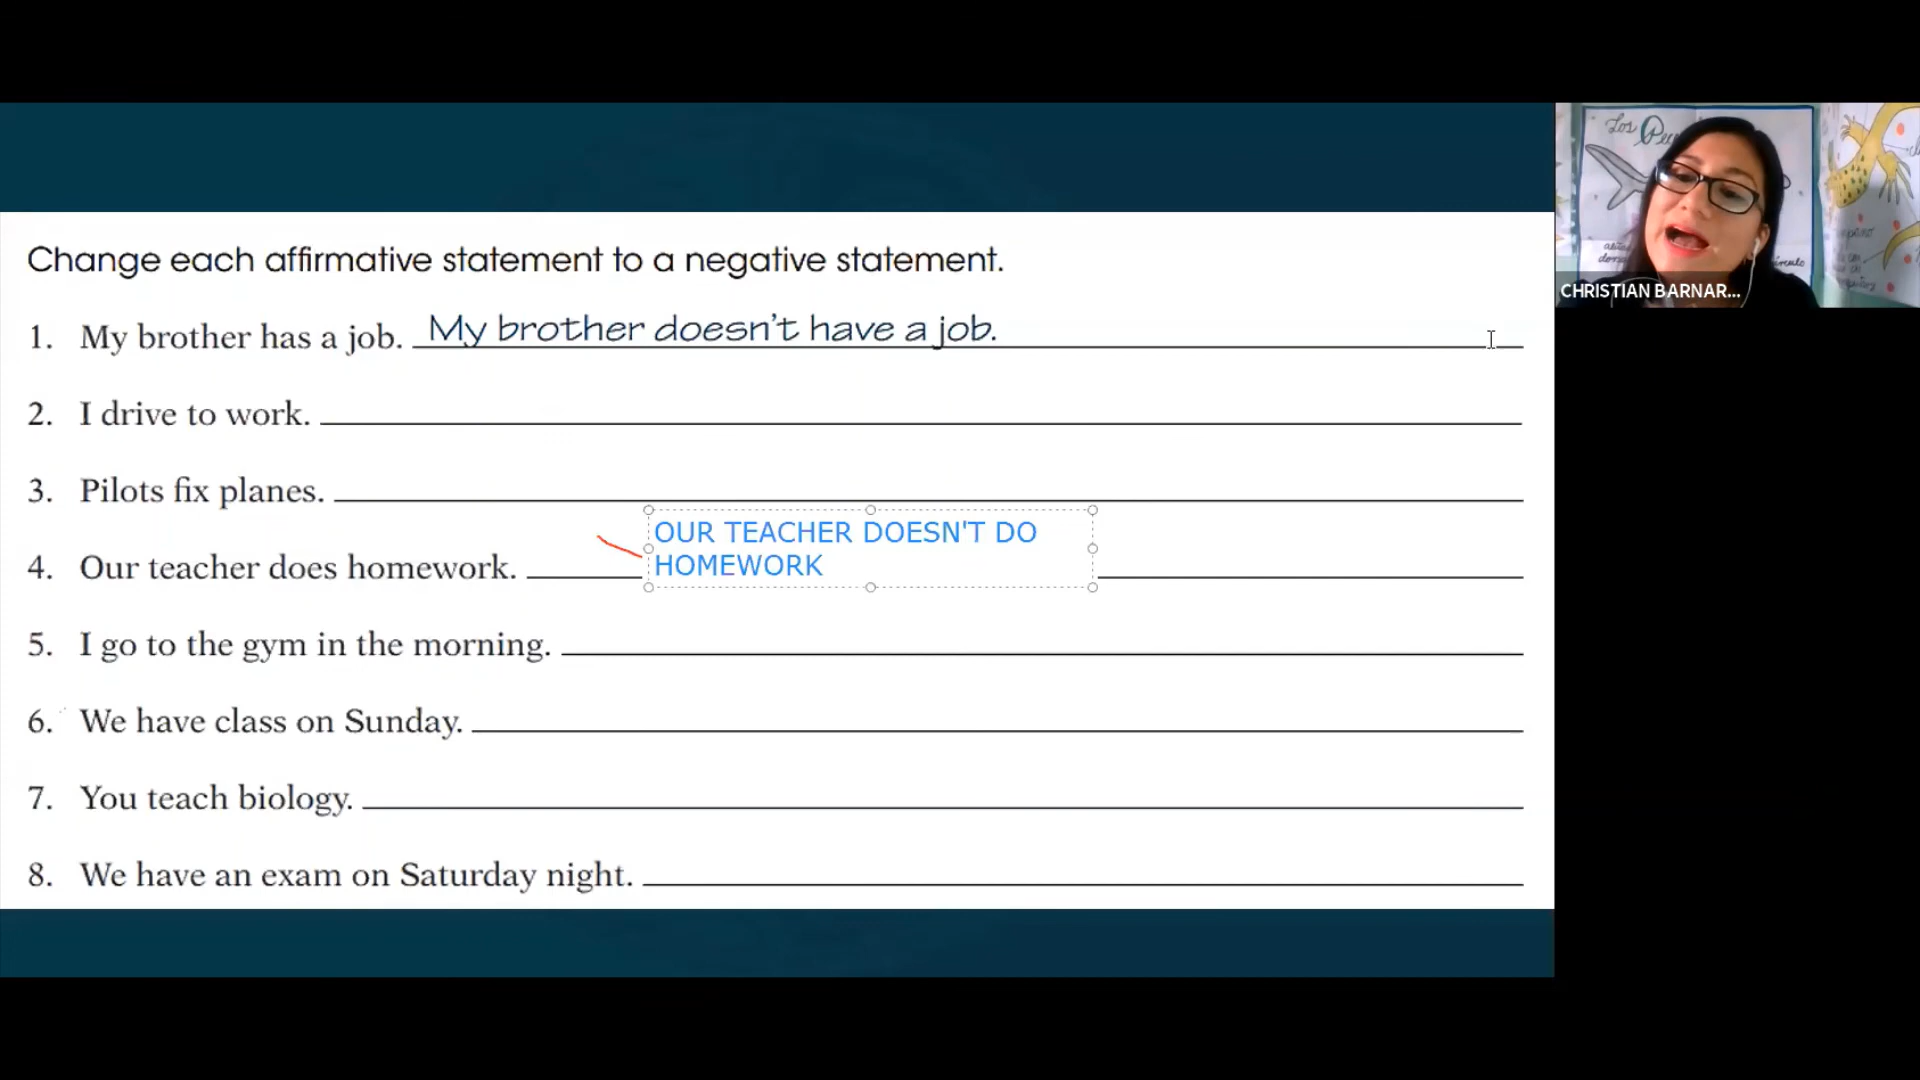 Change each affirmative statement to a negative statement.
1. My brother has a job. My brother doesn't have a job.
2. I drive to work.
3. Pilots fix planes.
OUR TEACHER DOESN'T DO
HOMEWORK
4. Our teacher does homework.
5. I go to the gym in the morning.
6. We have class on Sunday.
7. You teach biology.
8. We have an exam on Saturday night.
Los
CHRISTIAN BARNAR...